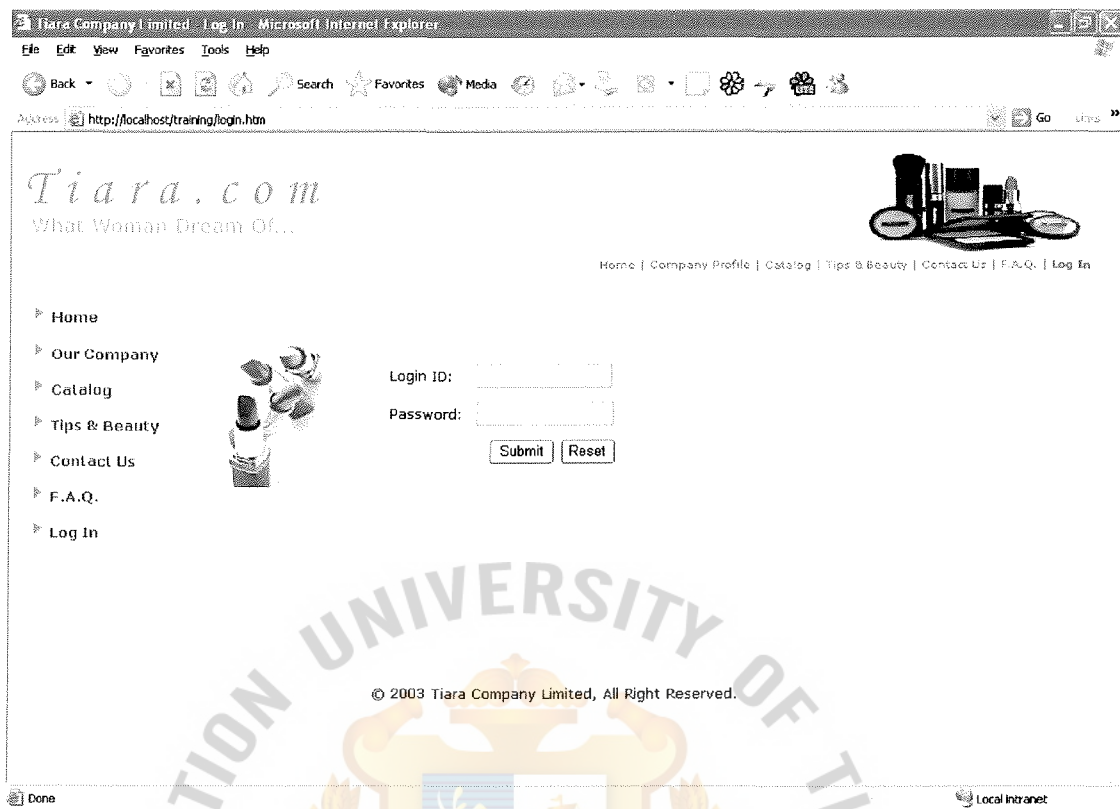 Tiara Company Limited - Log In - Microsoft Internet Explorer
File Edit View Favorites Tools Help
Back Search Favorites Media
Address http://localhost/training/login.htm Go Links »
Tiara.com
What Woman Dream Of...
Home | Company Profile | Catalog | Tips & Beauty | Contact Us | F.A.Q. | Log In
Home
Our Company
Catalog
Tips & Beauty
Contact Us
F.A.Q.
Log In
Login ID:
Password:
Submit Reset
UNIVERSITY OF
© 2003 Tiara Company Limited, All Right Reserved.
Done Local intranet